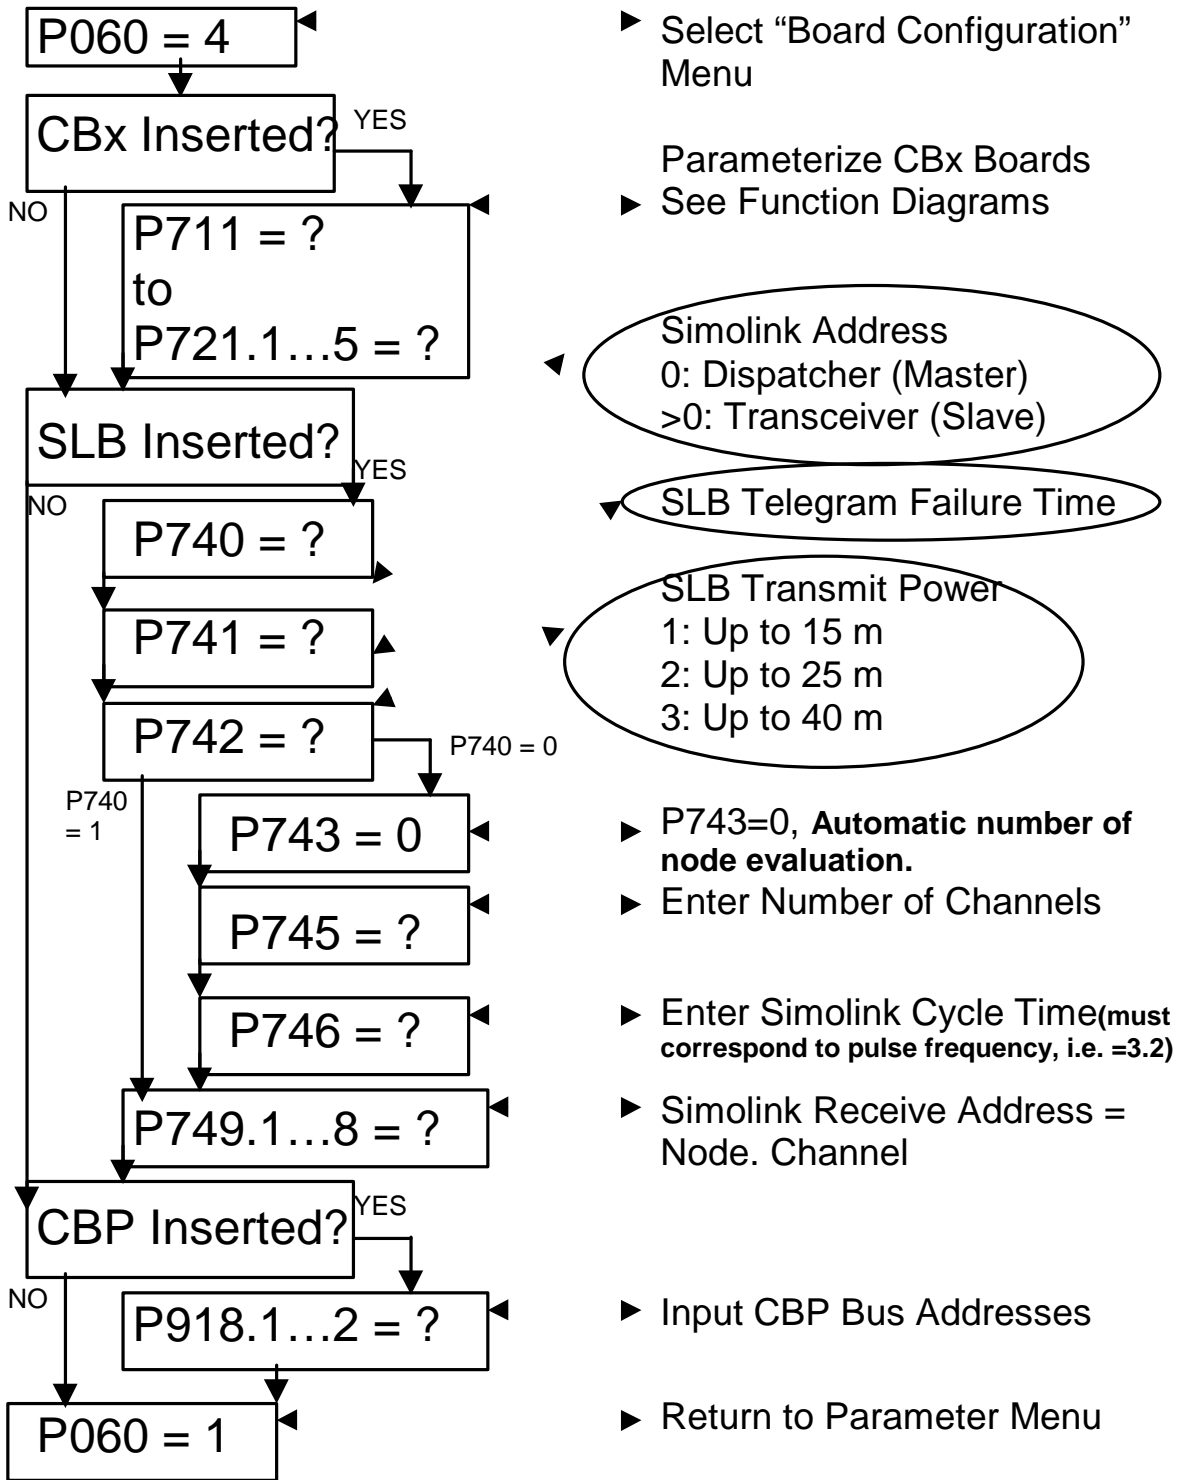 P060 = 4
Select “Board Configuration”
Menu
CBx Inserted?
YES
NO
Parameterize CBx Boards
See Function Diagrams
P711 = ?
to
P721.1…5 = ?
Simolink Address
0: Dispatcher (Master)
>0: Transceiver (Slave)
SLB Inserted?
YES
NO
SLB Telegram Failure Time
P740 = ?
SLB Transmit Power
1: Up to 15 m
2: Up to 25 m
3: Up to 40 m
P741 = ?
P742 = ?
P740 = 0
P740
= 1
P743 = 0
P743=0, Automatic number of
node evaluation.
P745 = ?
Enter Number of Channels
P746 = ?
Enter Simolink Cycle Time(must
correspond to pulse frequency, i.e. =3.2)
P749.1…8 = ?
Simolink Receive Address =
Node. Channel
CBP Inserted?
YES
NO
P918.1…2 = ?
Input CBP Bus Addresses
P060 = 1
Return to Parameter Menu